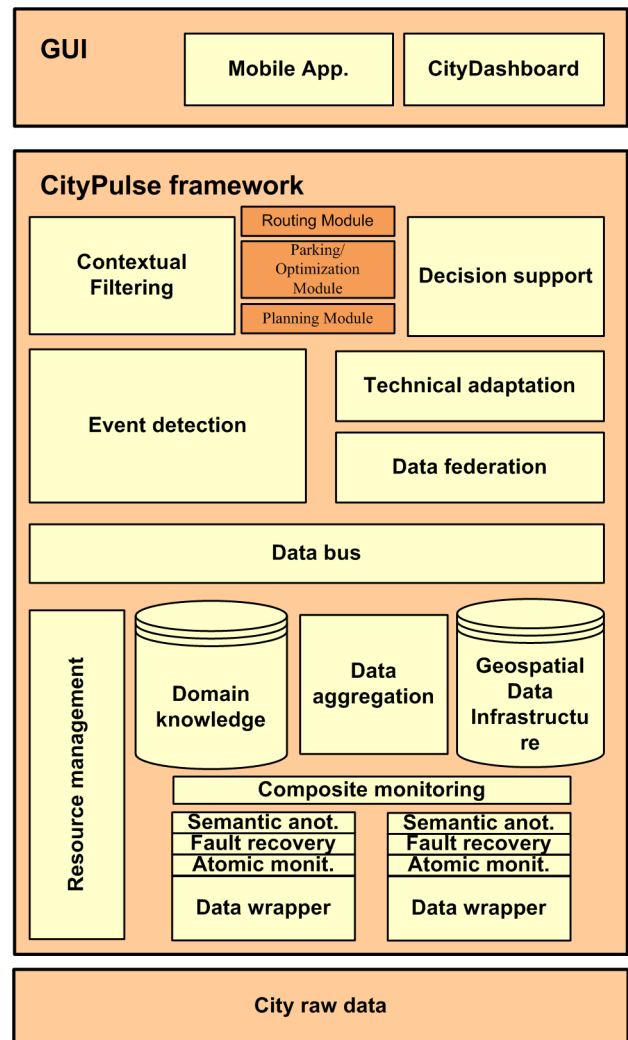 GUI
Mobile App.
CityDashboard
CityPulse framework
Contextual
Filtering
Routing Module
Parking/
Optimization
Module
Planning Module
Decision support
Event detection
Technical adaptation
Data federation
Data bus
Resource management
Domain
knowledge
Data
aggregation
Geospatial
Data
Infrastructu
re
Composite monitoring
Semantic anot.
Fault recovery
Atomic monit.
Data wrapper
Semantic anot.
Fault recovery
Atomic monit.
Data wrapper
City raw data